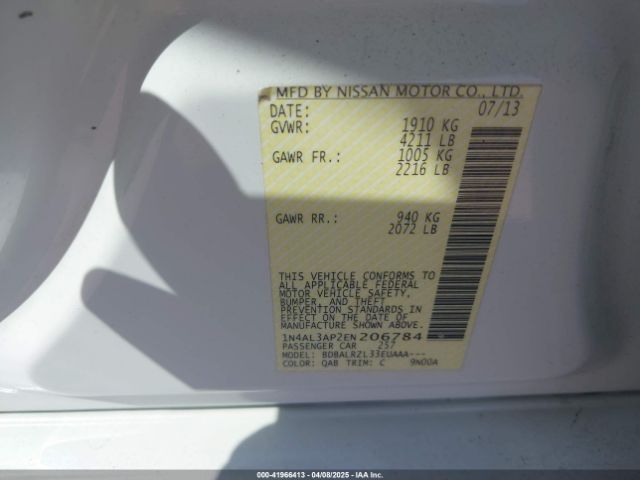 MFD BY NISSAN MOTOR CO., LTD.
DATE: 07/13
GVWR: 1910 KG
4211 LB
GAWR FR.: 1005 KG
2216 LB
GAWR RR.: 940 KG
2072 LB
THIS VEHICLE CONFORMS TO
ALL APPLICABLE FEDERAL
MOTOR VEHICLE SAFETY,
BUMPER, AND THEFT
PREVENTION STANDARDS IN
EFFECT ON THE DATE OF
MANUFACTURE SHOWN ABOVE.
1N4AL3AP2EN206784
PASSENGER CAR 257
MODEL: BDBALRZL33EUAAA---
COLOR: QAB TRIM: C 9N00A
000-41966413 | 04/08/2025 | IAA Inc.